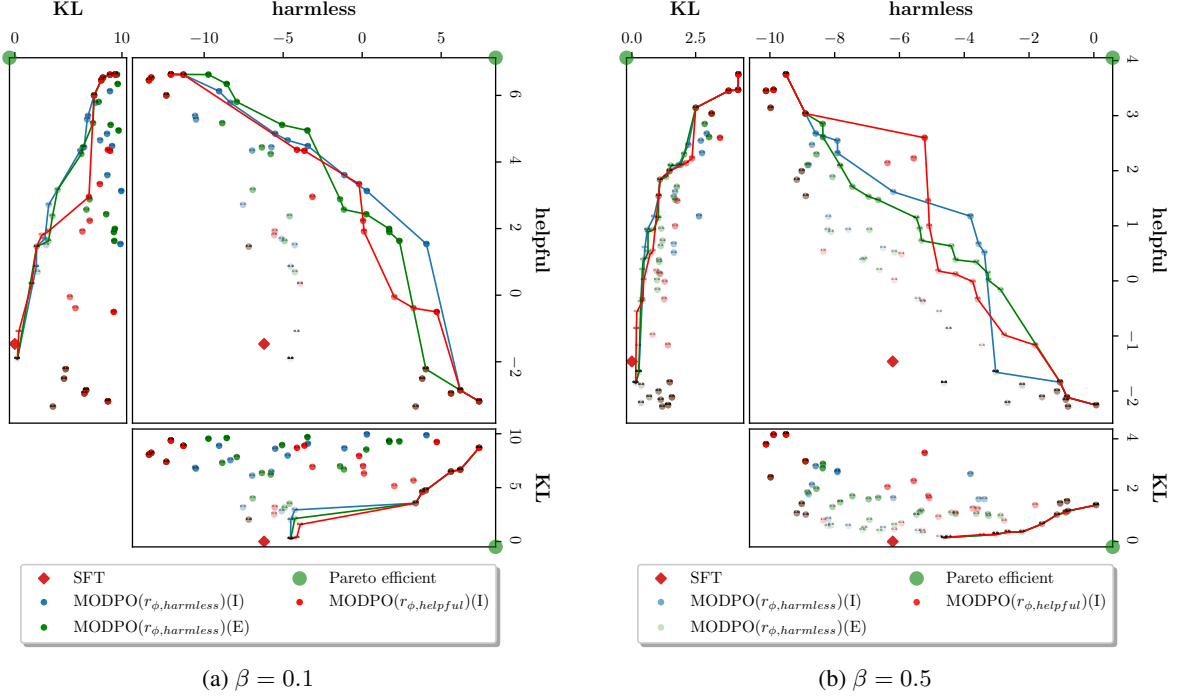 KL
harmless
0
10
−10
−5
0
5
6
4
2
0
−2
helpful
10
5
0
KL
SFT
Pareto efficient
MODPO(r_{ϕ,harmless})(I)
MODPO(r_{ϕ,helpful})(I)
MODPO(r_{ϕ,harmless})(E)
(a) β = 0.1
KL
harmless
0.0
2.5
−10
−8
−6
−4
−2
0
4
3
2
1
0
−1
−2
helpful
4
2
0
KL
SFT
Pareto efficient
MODPO(r_{ϕ,harmless})(I)
MODPO(r_{ϕ,helpful})(I)
MODPO(r_{ϕ,harmless})(E)
(b) β = 0.5